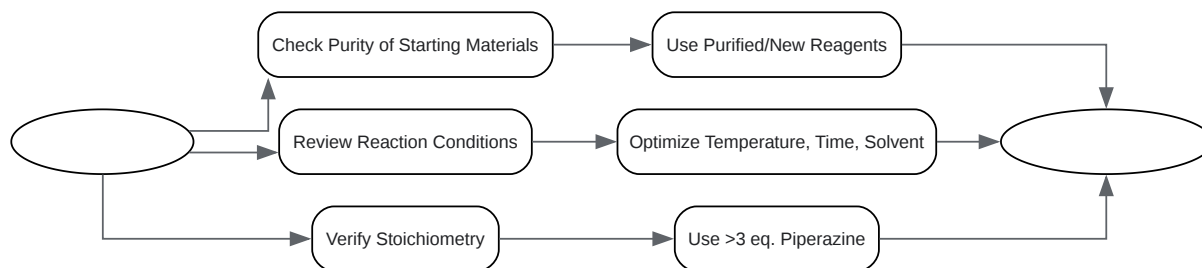 Check Purity of Starting Materials
Use Purified/New Reagents
Review Reaction Conditions
Optimize Temperature, Time, Solvent
Verify Stoichiometry
Use >3 eq. Piperazine